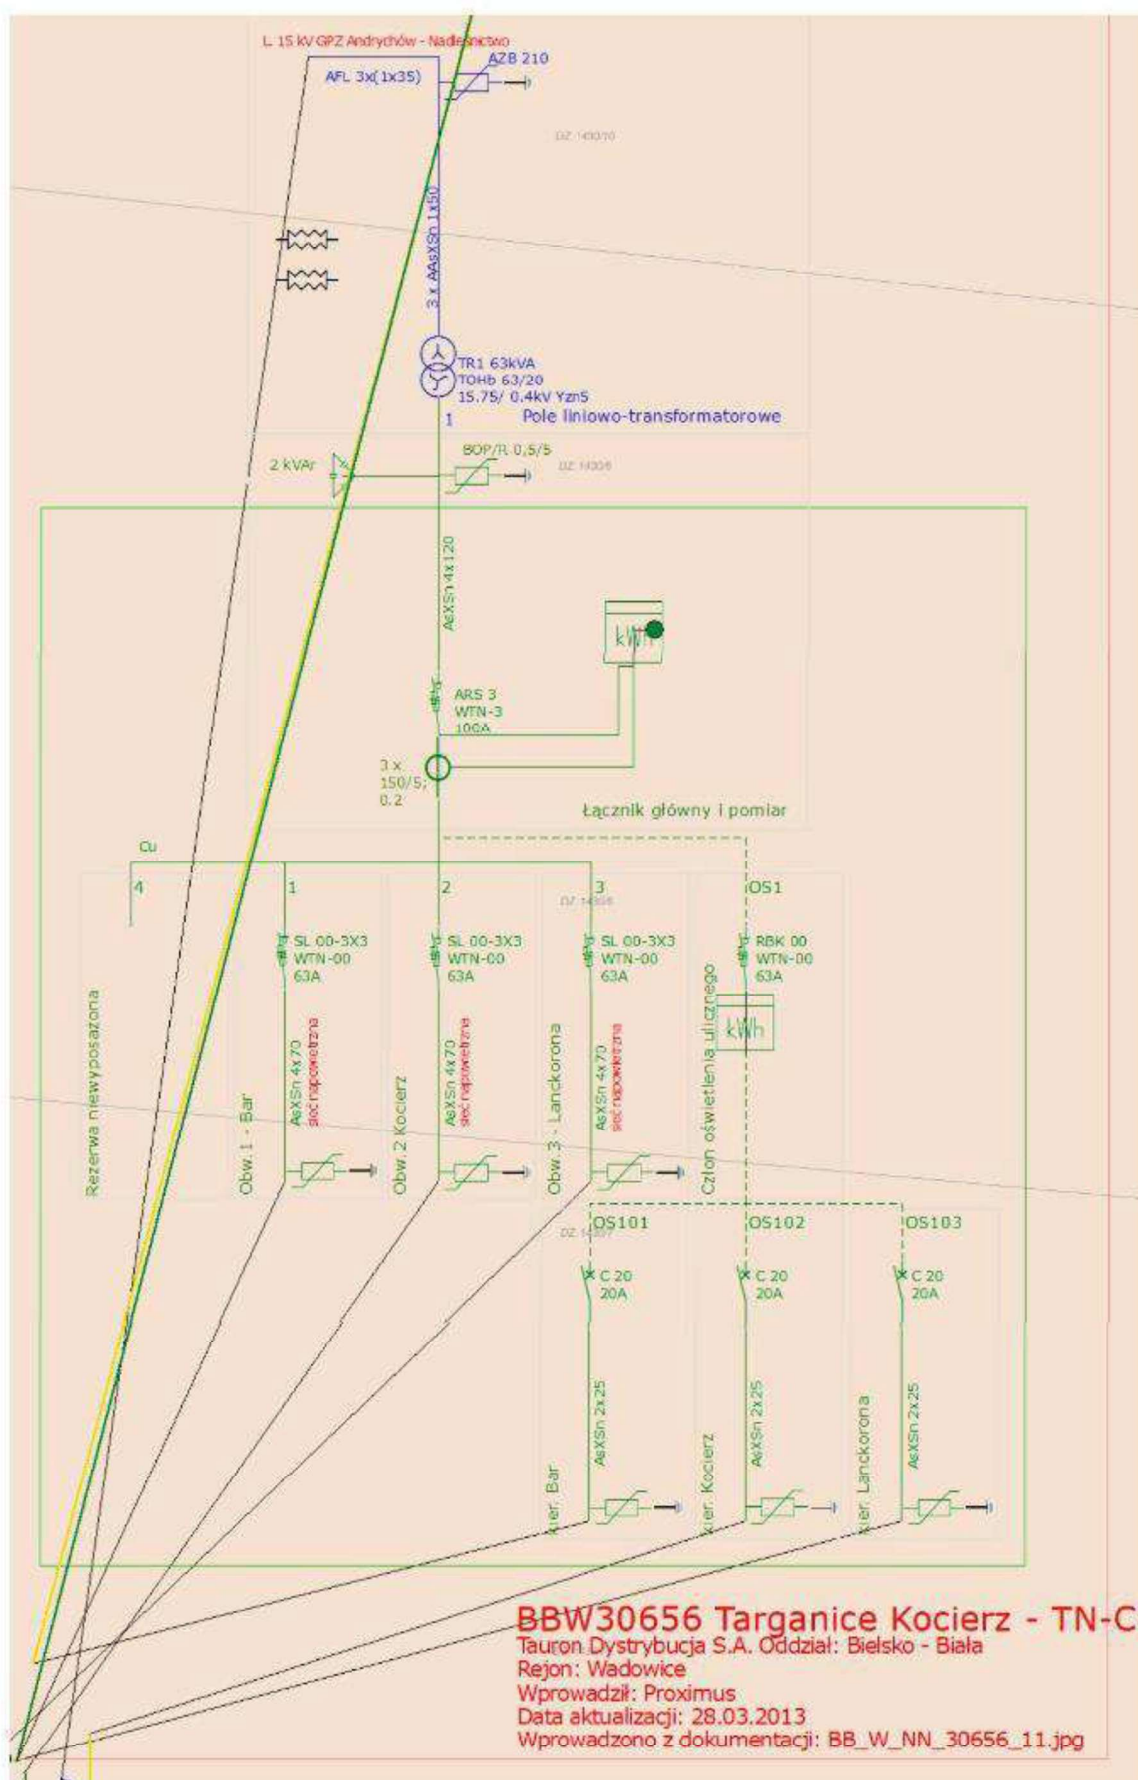 L. 15 kV GPZ Andrychów - Nadleśnictwo
AZB 210
AFL 3x(1x35)
3 x AAsXSn 1x50
TR1 63kVA
TOHb 63/20
15.75/ 0.4kV Yzn5
1
Pole liniowo-transformatorowe
2 kVAr
BOP/R 0,5/5
AsXSn 4x120
kWh
ARS 3
WTN-3
100A
3 x
150/5;
0,2
Łącznik główny i pomiar
Cu
4
1
2
3
OS1
SL 00-3X3
WTN-00
63A
SL 00-3X3
WTN-00
63A
SL 00-3X3
WTN-00
63A
RBK 00
WTN-00
63A
kWh
Rezerwa niewyposażona
Obw. 1 - Bar
AsXSn 4x70
sieć napowietrzna
Obw. 2 Kocierz
AsXSn 4x70
sieć napowietrzna
Obw. 3 - Lanckorona
AsXSn 4x70
sieć napowietrzna
Człon oświetlenia ulicznego
OS101
OS102
OS103
C 20
20A
C 20
20A
C 20
20A
kier. Bar
AsXSn 2x25
kier. Kocierz
AsXSn 2x25
kier. Lanckorona
AsXSn 2x25
BBW30656 Targanice Kocierz - TN-C
Tauron Dystrybucja S.A. Oddział: Bielsko - Biała
Rejon: Wadowice
Wprowadził: Proximus
Data aktualizacji: 28.03.2013
Wprowadzono z dokumentacji: BB_W_NN_30656_11.jpg